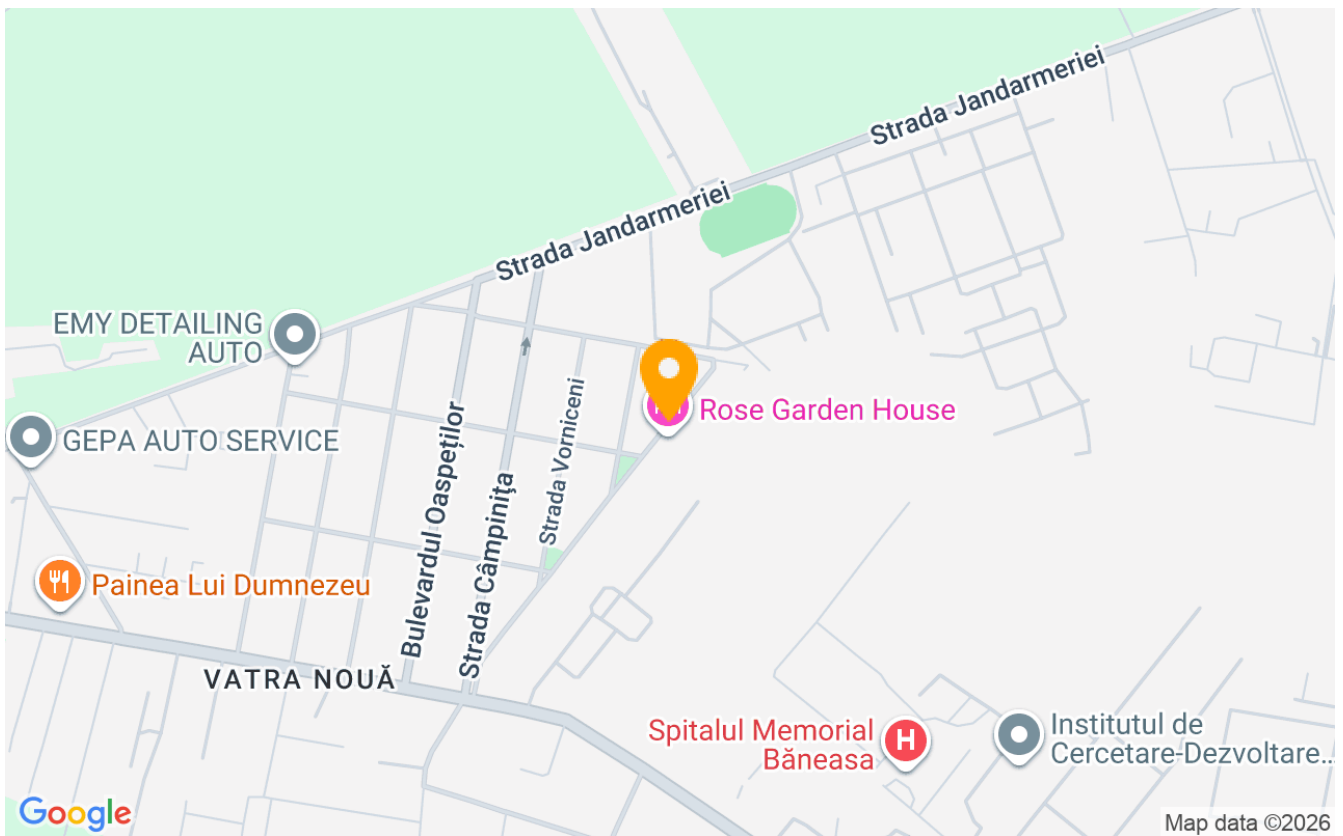 Strada Jandarmeriei
Strada Jandarmeriei
EMY DETAILING
AUTO
Rose Garden House
GEPA AUTO SERVICE
Strada Vorniceni
Bulevardul Oaspeților
Strada Câmpinița
Painea Lui Dumnezeu
VATRA NOUĂ
Spitalul Memorial
Băneasa
H
Institutul de
Cercetare-Dezvoltare...
Google
Map data ©2026